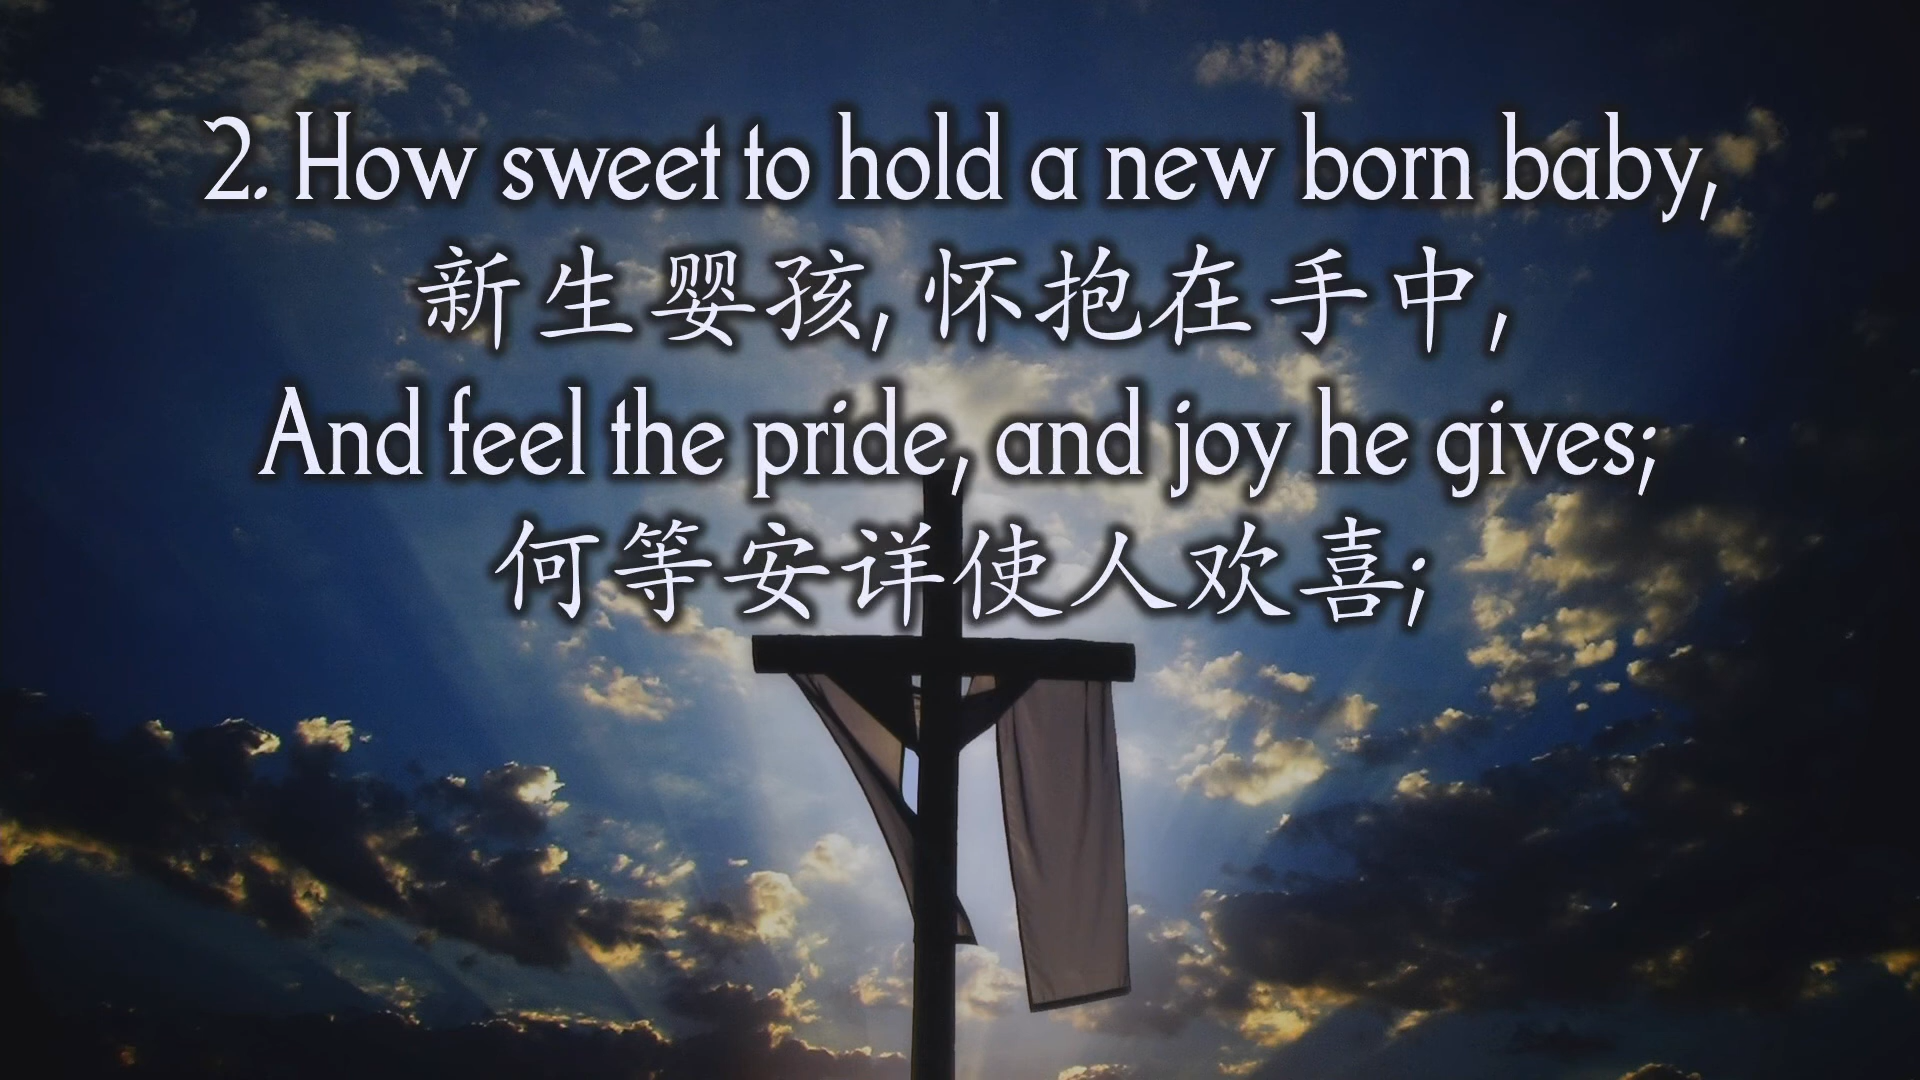 2. How sweet to hold a new born baby,
新生婴孩, 怀抱在手中,
And feel the pride, and joy he gives;
何等安详使人欢喜;